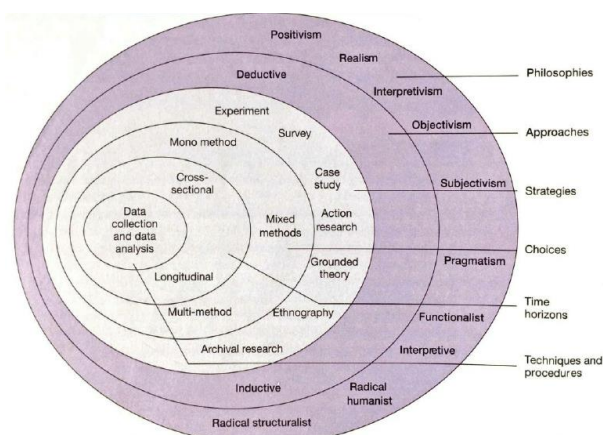 Positivism
Realism
Philosophies
Deductive
Interpretivism
Experiment
Objectivism
Approaches
Survey
Mono method
Case
study
Subjectivism
Strategies
Cross-
sectional
Data
collection
and data
analysis
Mixed
methods
Action
research
Choices
Grounded
theory
Pragmatism
Longitudinal
Time
horizons
Multi-method
Ethnography
Functionalist
Archival research
Interpretive
Techniques and
procedures
Inductive
Radical
humanist
Radical structuralist